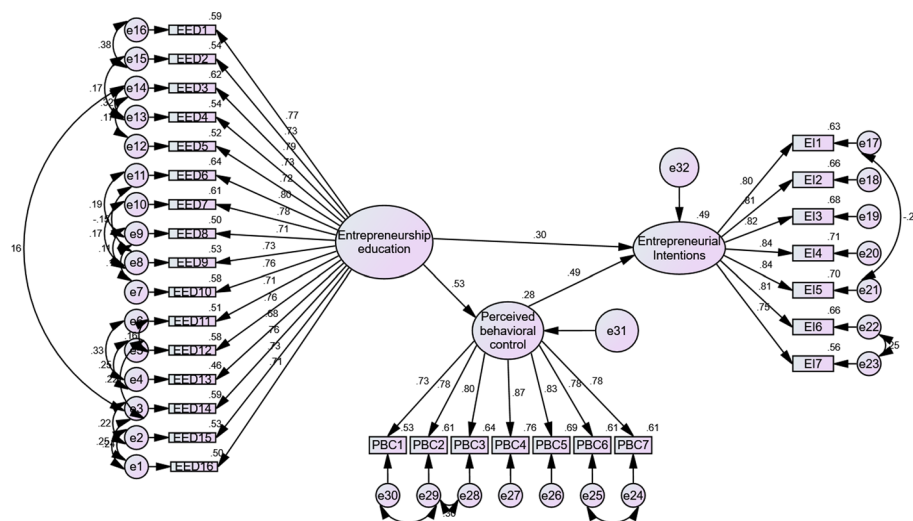 .59
e16 EED1
.38
.54
e15 EED2
.62
.17
e14 EED3
.54
e13 EED4
.52
e12 EED5
.64
e11 EED6
.61
.19
e10 EED7
.50
.17
e9 EED8
.53
e8 EED9
.58
e7 EED10
.51
EED11
.33
.58
EED12
.25
.46
e4 EED13
.59
e3 EED14
.22
.53
e2 EED15
.25
.50
e1 EED16
16
.77
.73
.79
.73
.72
.80
.78
.71
.73
.71
.76
.76
.68
.76
.73
.71
Entrepreneurship
education
.30
.53
.49
.28
Perceived
behavioral
control
e31
e32
.49
Entrepreneurial
Intentions
.80
.81
.82
.84
.84
.81
.75
.63
EI1 e17
.66
EI2 e18
.68
EI3 e19
.71
EI4 e20
.70
EI5 e21
.66
EI6 e22
.56
EI7 e23
-.2
25
.73 .78 .80 .87 .83 .78 .78
.53 .61 .64 .76 .69 .61 .61
PBC1 PBC2 PBC3 PBC4 PBC5 PBC6 PBC7
e30 e29 e28 e27 e26 e25 e24